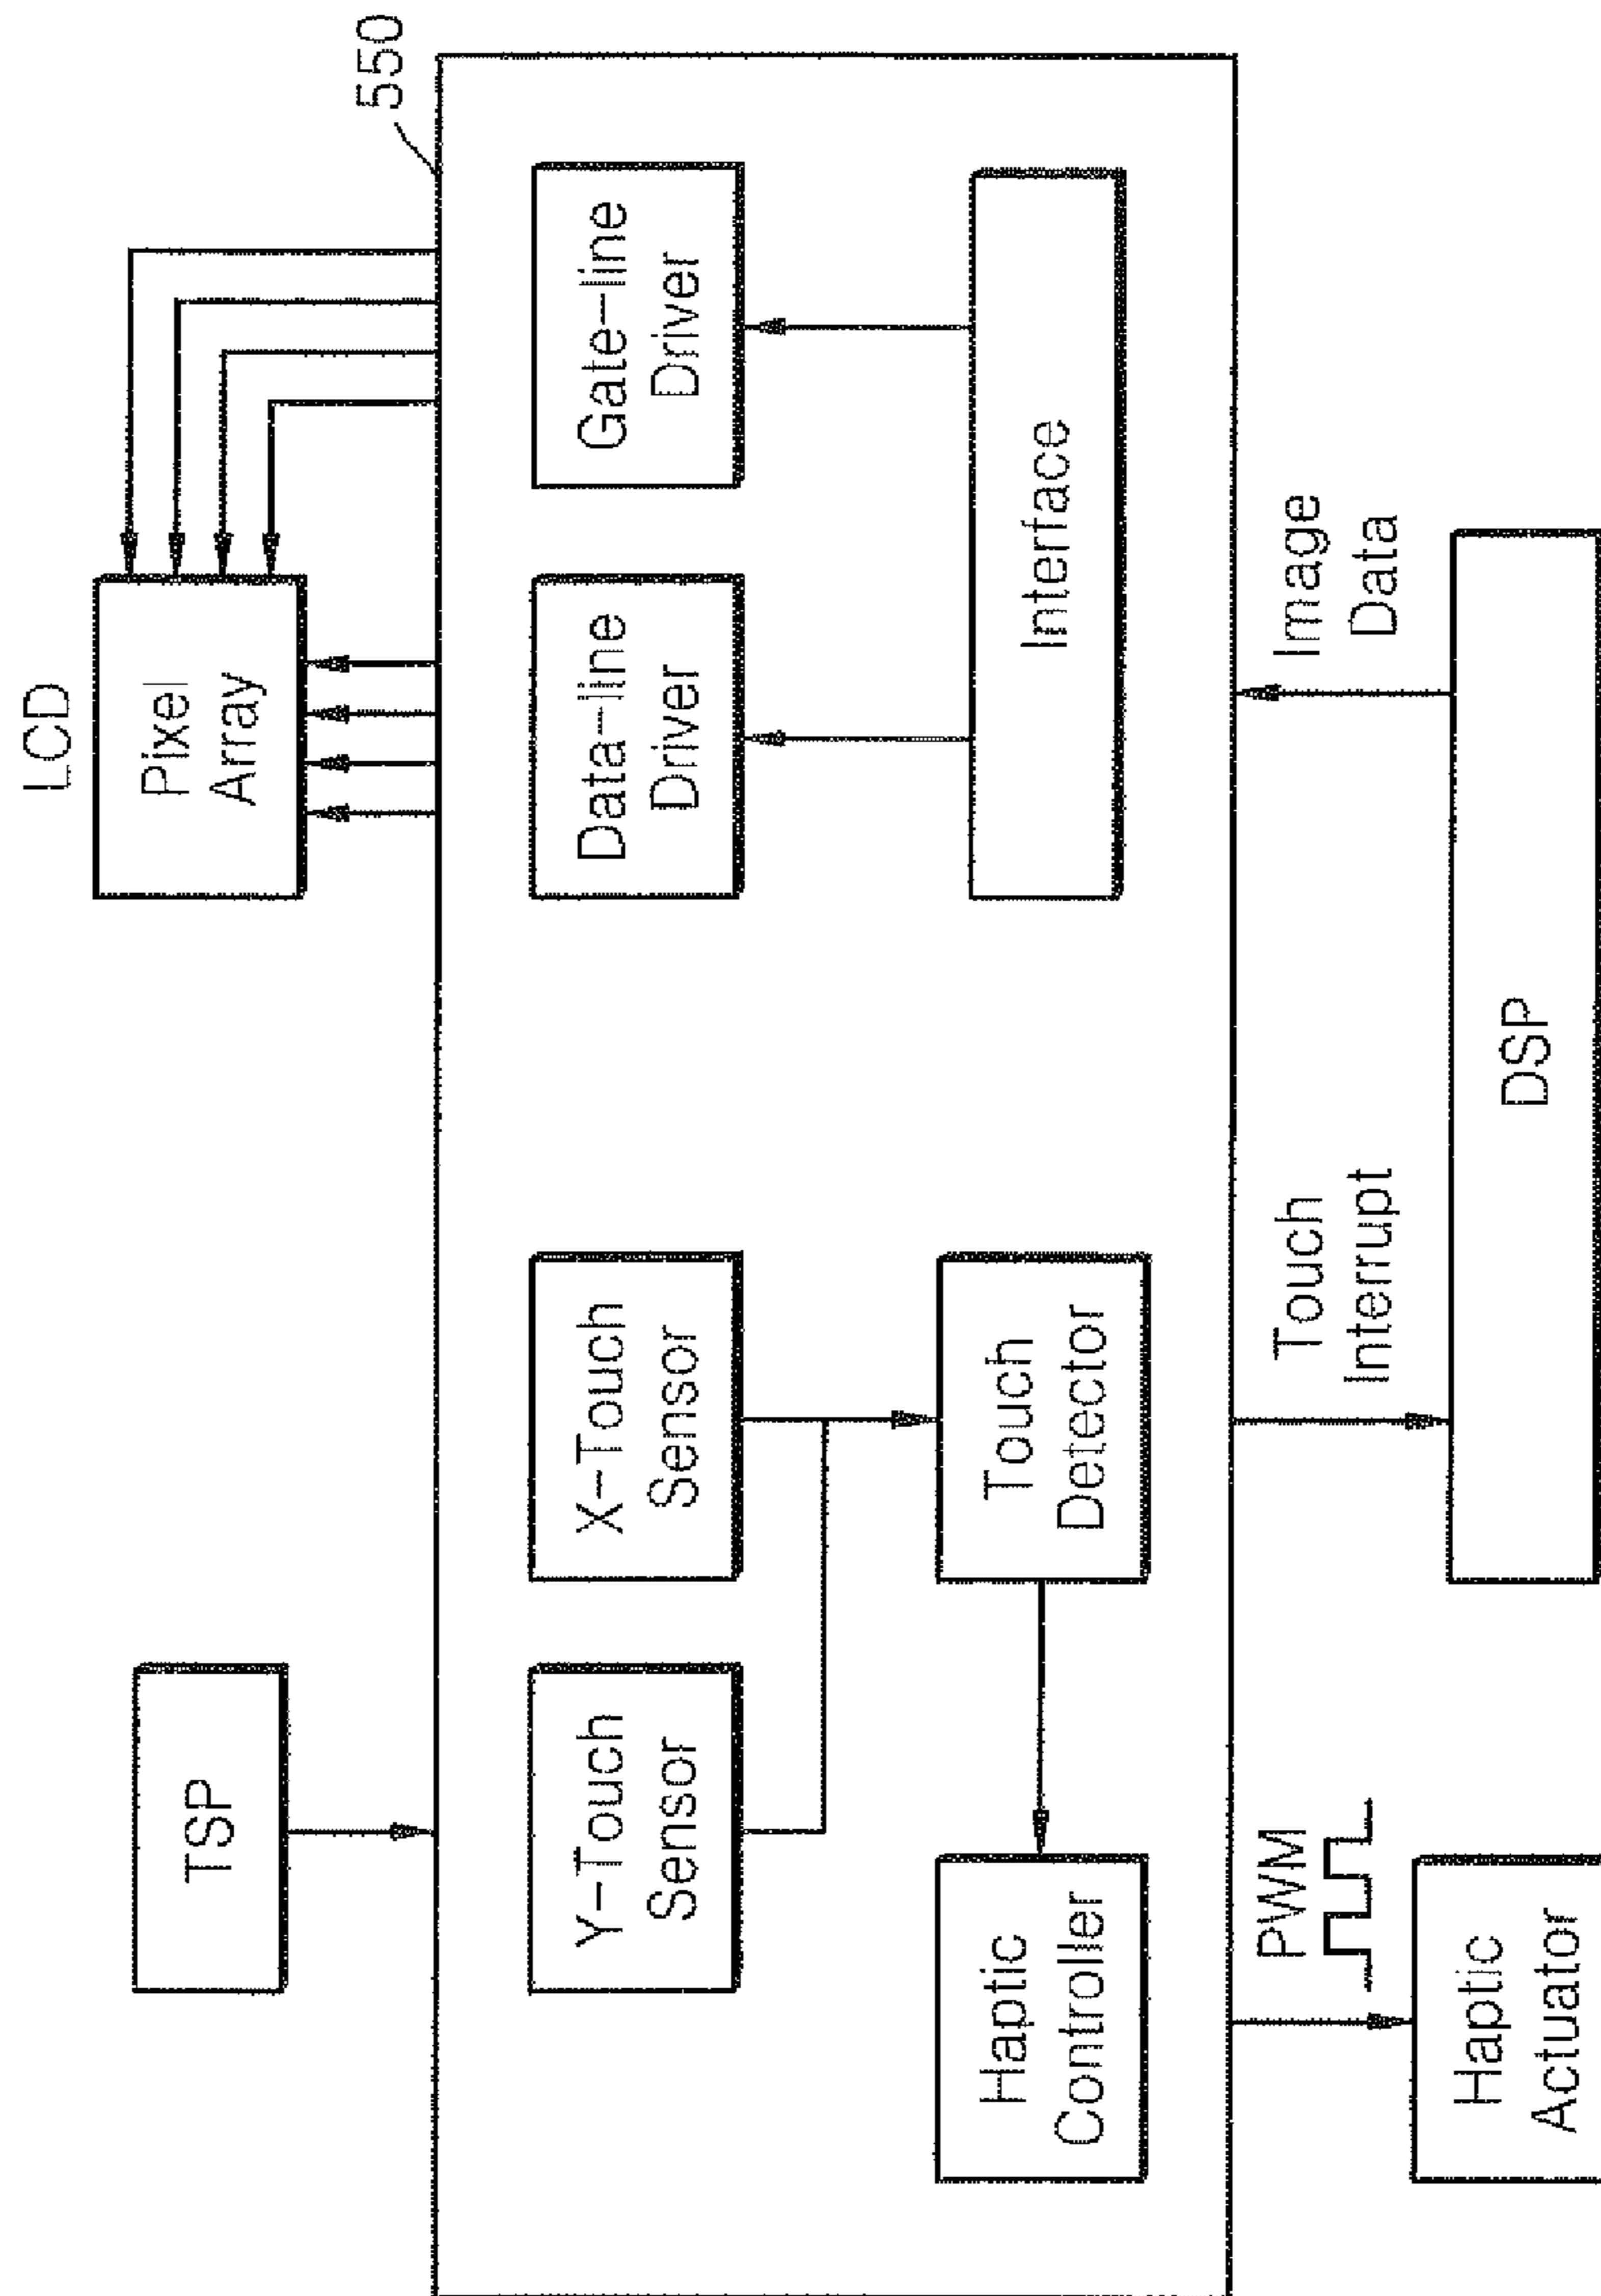 TSP
LCD
Pixel
Array
550
Y-Touch
Sensor
X-Touch
Sensor
Data-line
Driver
Gate-line
Driver
Haptic
Controller
Touch
Detector
Interface
PWM
Touch
Interrupt
Image
Data
Haptic
Actuator
DSP